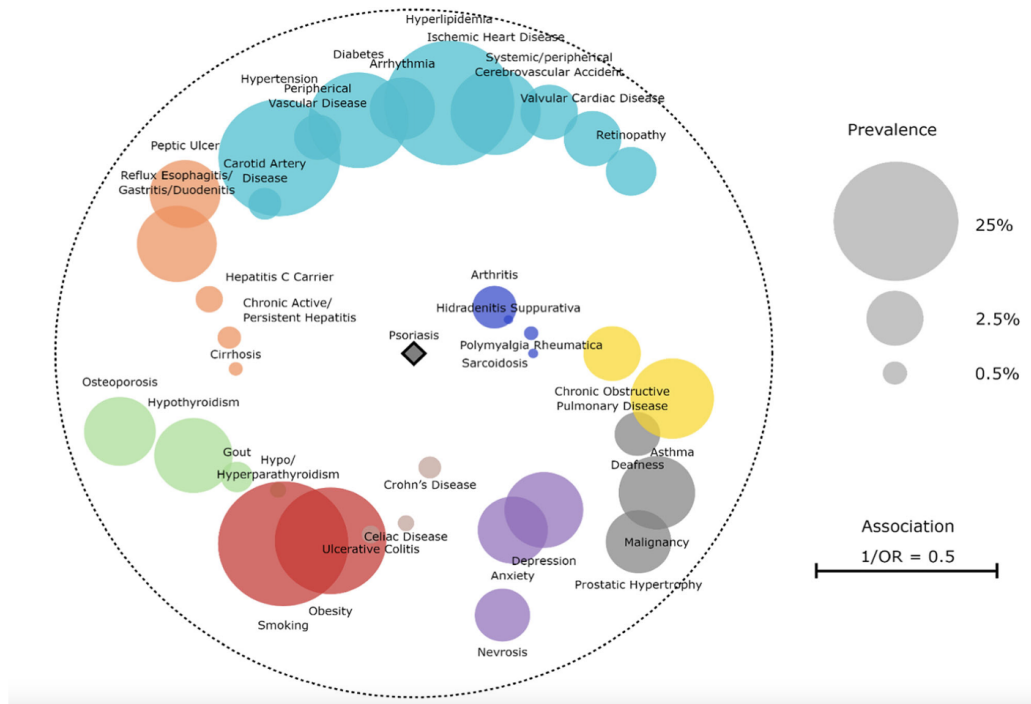 Hyperlipidemia
Ischemic Heart Disease
Diabetes
Arrhythmia
Systemic/peripherical
Cerebrovascular Accident
Hypertension
Peripherical
Vascular Disease
Valvular Cardiac Disease
Retinopathy
Peptic Ulcer
Carotid Artery
Disease
Reflux Esophagitis/
Gastritis/Duodenitis
Hepatitis C Carrier
Chronic Active/
Persistent Hepatitis
Cirrhosis
Arthritis
Hidradenitis Suppurativa
Psoriasis
Polymyalgia Rheumatica
Sarcoidosis
Osteoporosis
Hypothyroidism
Chronic Obstructive
Pulmonary Disease
Gout
Hypo/
Hyperparathyroidism
Asthma
Deafness
Crohn's Disease
Celiac Disease
Ulcerative Colitis
Malignancy
Depression
Anxiety
Prostatic Hypertrophy
Obesity
Smoking
Nevrosis
Prevalence
25%
2.5%
0.5%
Association
1/OR = 0.5